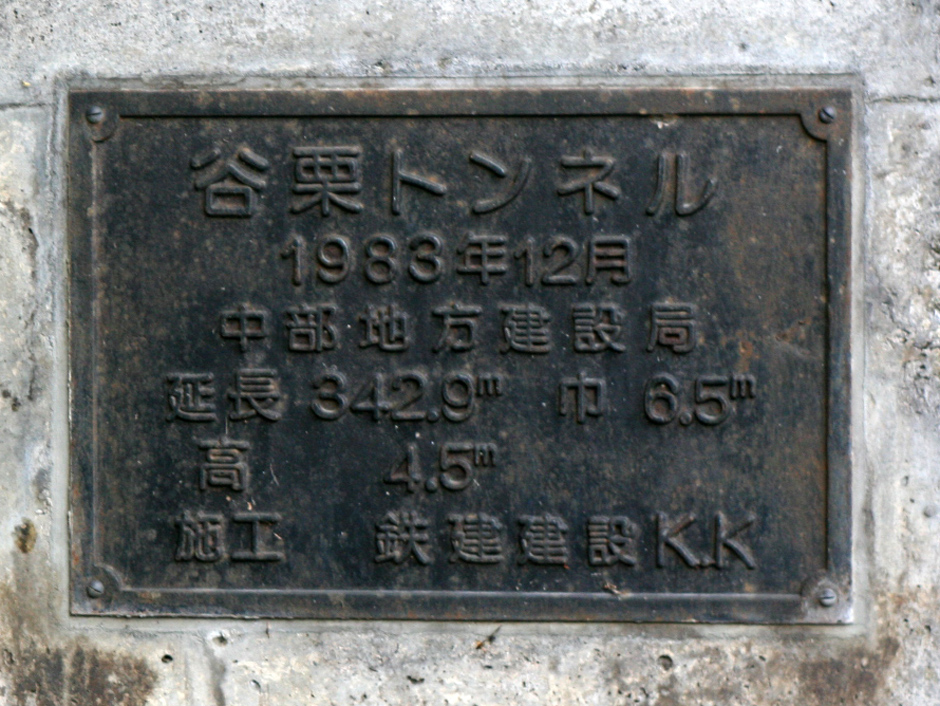 谷栗トンネル
1983年12月
中部地方建設局
延長 342.9m 巾 6.5m
高 4.5m
施工 鉄建建設K.K